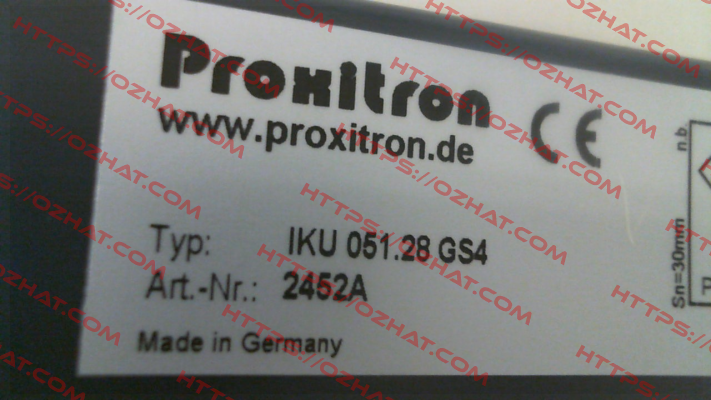 Proxitron
www.proxitron.de
CE
Typ: IKU 051.28 GS4
Art.-Nr.: 2452A
Made in Germany
Sn=30mm n.b
HTTPS://OZHAT.COM